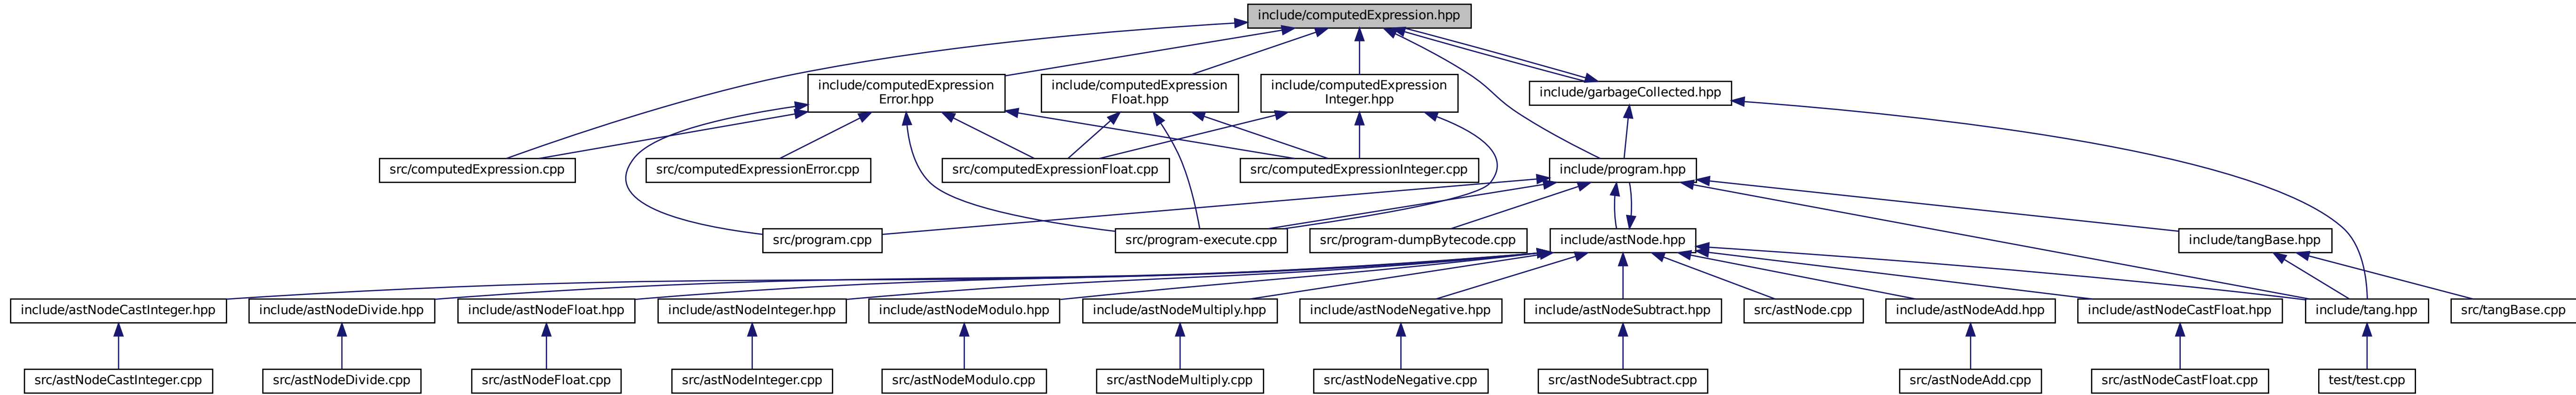 include/computedExpression.hpp
include/computedExpression
Error.hpp
include/computedExpression
Float.hpp
include/computedExpression
Integer.hpp
include/garbageCollected.hpp
src/computedExpression.cpp
src/computedExpressionError.cpp
src/computedExpressionFloat.cpp
src/computedExpressionInteger.cpp
include/program.hpp
src/program.cpp
src/program-execute.cpp
src/program-dumpBytecode.cpp
include/astNode.hpp
include/tangBase.hpp
include/astNodeCastInteger.hpp
include/astNodeDivide.hpp
include/astNodeFloat.hpp
include/astNodeInteger.hpp
include/astNodeModulo.hpp
include/astNodeMultiply.hpp
include/astNodeNegative.hpp
include/astNodeSubtract.hpp
src/astNode.cpp
include/astNodeAdd.hpp
include/astNodeCastFloat.hpp
include/tang.hpp
src/tangBase.cpp
src/astNodeCastInteger.cpp
src/astNodeDivide.cpp
src/astNodeFloat.cpp
src/astNodeInteger.cpp
src/astNodeModulo.cpp
src/astNodeMultiply.cpp
src/astNodeNegative.cpp
src/astNodeSubtract.cpp
src/astNodeAdd.cpp
src/astNodeCastFloat.cpp
test/test.cpp